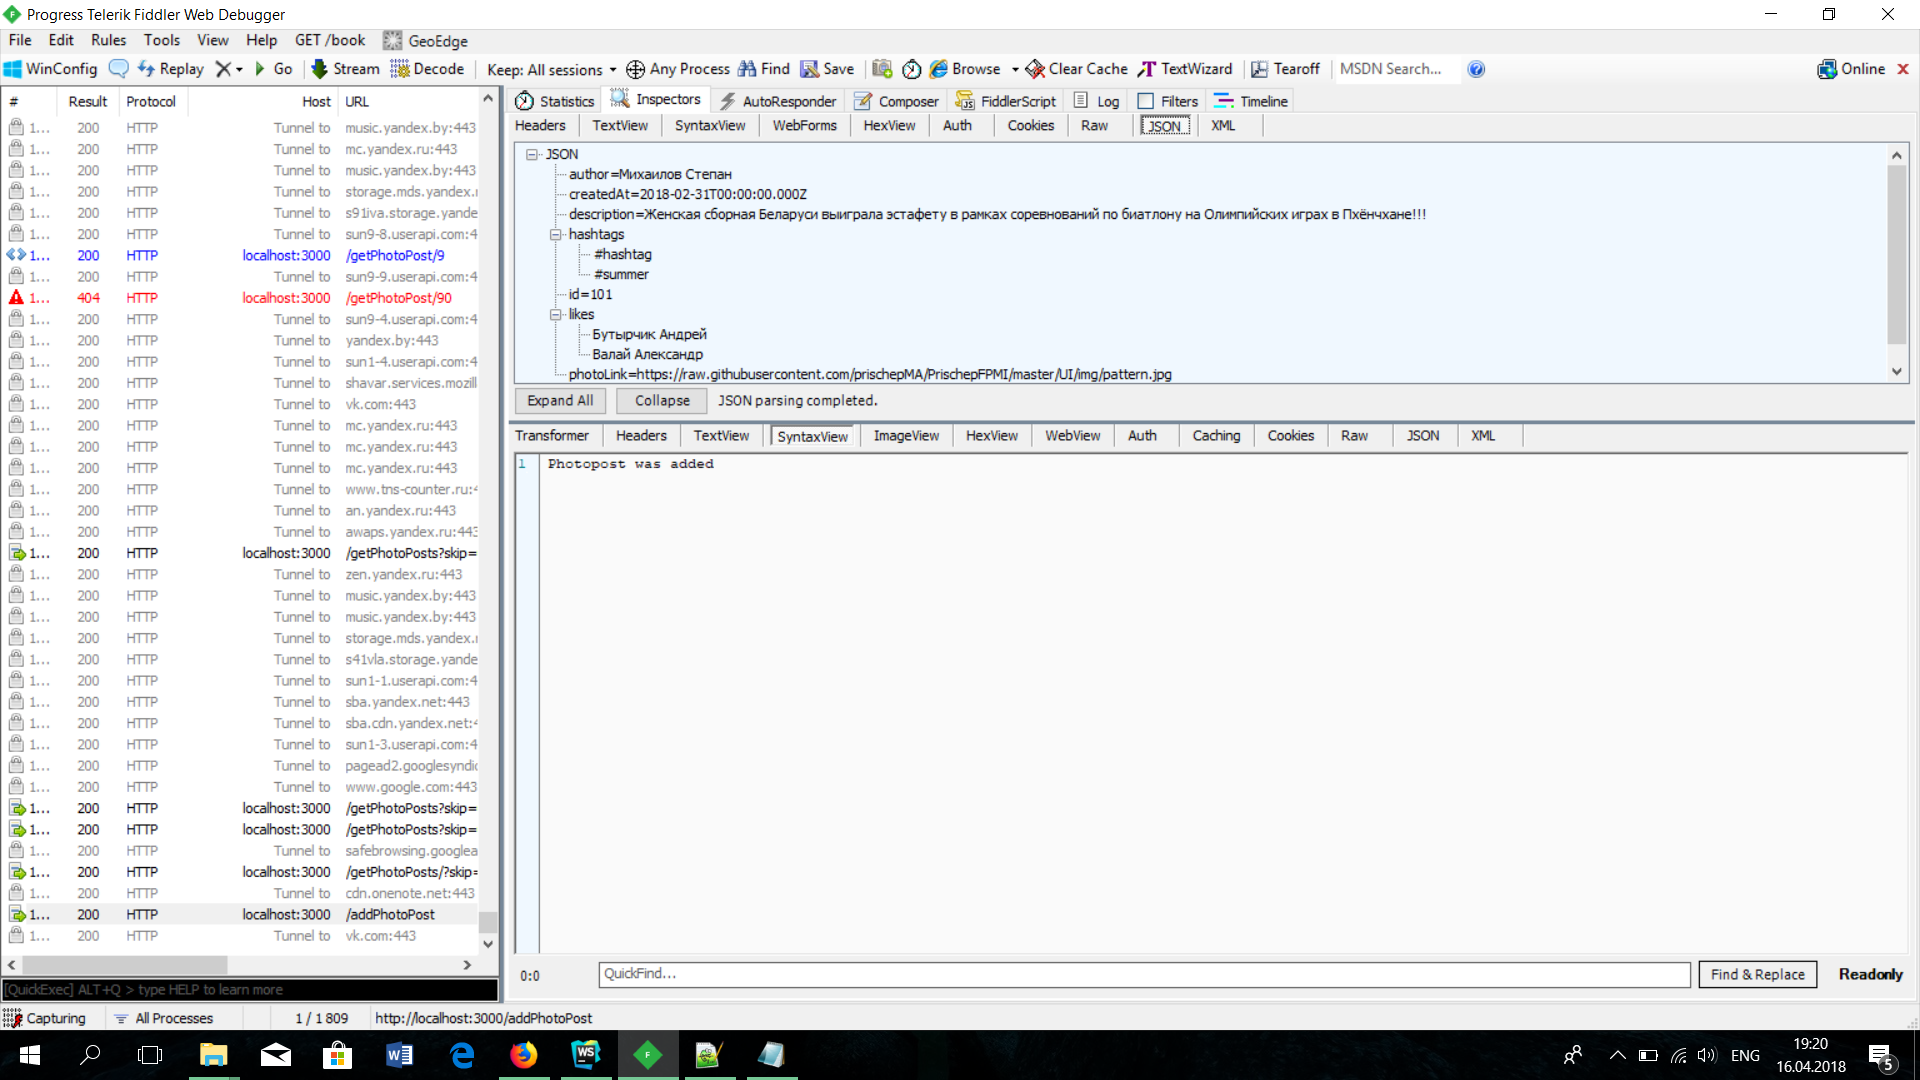 Progress Telerik Fiddler Web Debugger
File Edit Rules Tools View Help GET /book GeoEdge
WinConfig Replay Go Stream Decode Keep: All sessions Any Process Find Save Browse Clear Cache TextWizard Tearoff MSDN Search... Online
# Result Protocol Host URL
1... 200 HTTP Tunnel to music.yandex.by:443
1... 200 HTTP Tunnel to mc.yandex.ru:443
1... 200 HTTP Tunnel to music.yandex.by:443
1... 200 HTTP Tunnel to storage.mds.yandex.r
1... 200 HTTP Tunnel to s91iva.storage.yande
1... 200 HTTP Tunnel to sun9-8.userapi.com:4
1... 200 HTTP localhost:3000 /getPhotoPost/9
1... 200 HTTP Tunnel to sun9-9.userapi.com:4
1... 404 HTTP localhost:3000 /getPhotoPost/90
1... 200 HTTP Tunnel to sun9-4.userapi.com:4
1... 200 HTTP Tunnel to yandex.by:443
1... 200 HTTP Tunnel to sun1-4.userapi.com:4
1... 200 HTTP Tunnel to shavar.services.mozill
1... 200 HTTP Tunnel to vk.com:443
1... 200 HTTP Tunnel to mc.yandex.ru:443
1... 200 HTTP Tunnel to mc.yandex.ru:443
1... 200 HTTP Tunnel to mc.yandex.ru:443
1... 200 HTTP Tunnel to www.tns-counter.ru:4
1... 200 HTTP Tunnel to an.yandex.ru:443
1... 200 HTTP Tunnel to awaps.yandex.ru:443
1... 200 HTTP localhost:3000 /getPhotoPosts?skip=
1... 200 HTTP Tunnel to zen.yandex.ru:443
1... 200 HTTP Tunnel to music.yandex.by:443
1... 200 HTTP Tunnel to music.yandex.by:443
1... 200 HTTP Tunnel to storage.mds.yandex.r
1... 200 HTTP Tunnel to s41vla.storage.yande
1... 200 HTTP Tunnel to sun1-1.userapi.com:4
1... 200 HTTP Tunnel to sba.yandex.net:443
1... 200 HTTP Tunnel to sba.cdn.yandex.net:4
1... 200 HTTP Tunnel to sun1-3.userapi.com:4
1... 200 HTTP Tunnel to pagead2.googlesyndic
1... 200 HTTP Tunnel to www.google.com:443
1... 200 HTTP localhost:3000 /getPhotoPosts?skip=
1... 200 HTTP localhost:3000 /getPhotoPosts?skip=
1... 200 HTTP Tunnel to safebrowsing.googlea
1... 200 HTTP localhost:3000 /getPhotoPosts/?skip=
1... 200 HTTP Tunnel to cdn.onenote.net:443
1... 200 HTTP localhost:3000 /addPhotoPost
1... 200 HTTP Tunnel to vk.com:443
[QuickExec] ALT+Q > type HELP to learn more
Statistics Inspectors AutoResponder Composer FiddlerScript Log Filters Timeline
Headers TextView SyntaxView WebForms HexView Auth Cookies Raw JSON XML
JSON
author=Михаилов Степан
createdAt=2018-02-31T00:00:00.000Z
description=Женская сборная Беларуси выиграла эстафету в рамках соревнований по биатлону на Олимпийских играх в Пхёнчхане!!!
hashtags
#hashtag
#summer
id=101
likes
Бутырчик Андрей
Валай Александр
photoLink=https://raw.githubusercontent.com/prischepMA/PrischepFPMI/master/UI/img/pattern.jpg
Expand All Collapse JSON parsing completed.
Transformer Headers TextView SyntaxView ImageView HexView WebView Auth Caching Cookies Raw JSON XML
1 Photopost was added
0:0 QuickFind... Find & Replace Readonly
Capturing All Processes 1 / 1 809 http://localhost:3000/addPhotoPost
ENG 19:20
16.04.2018
5